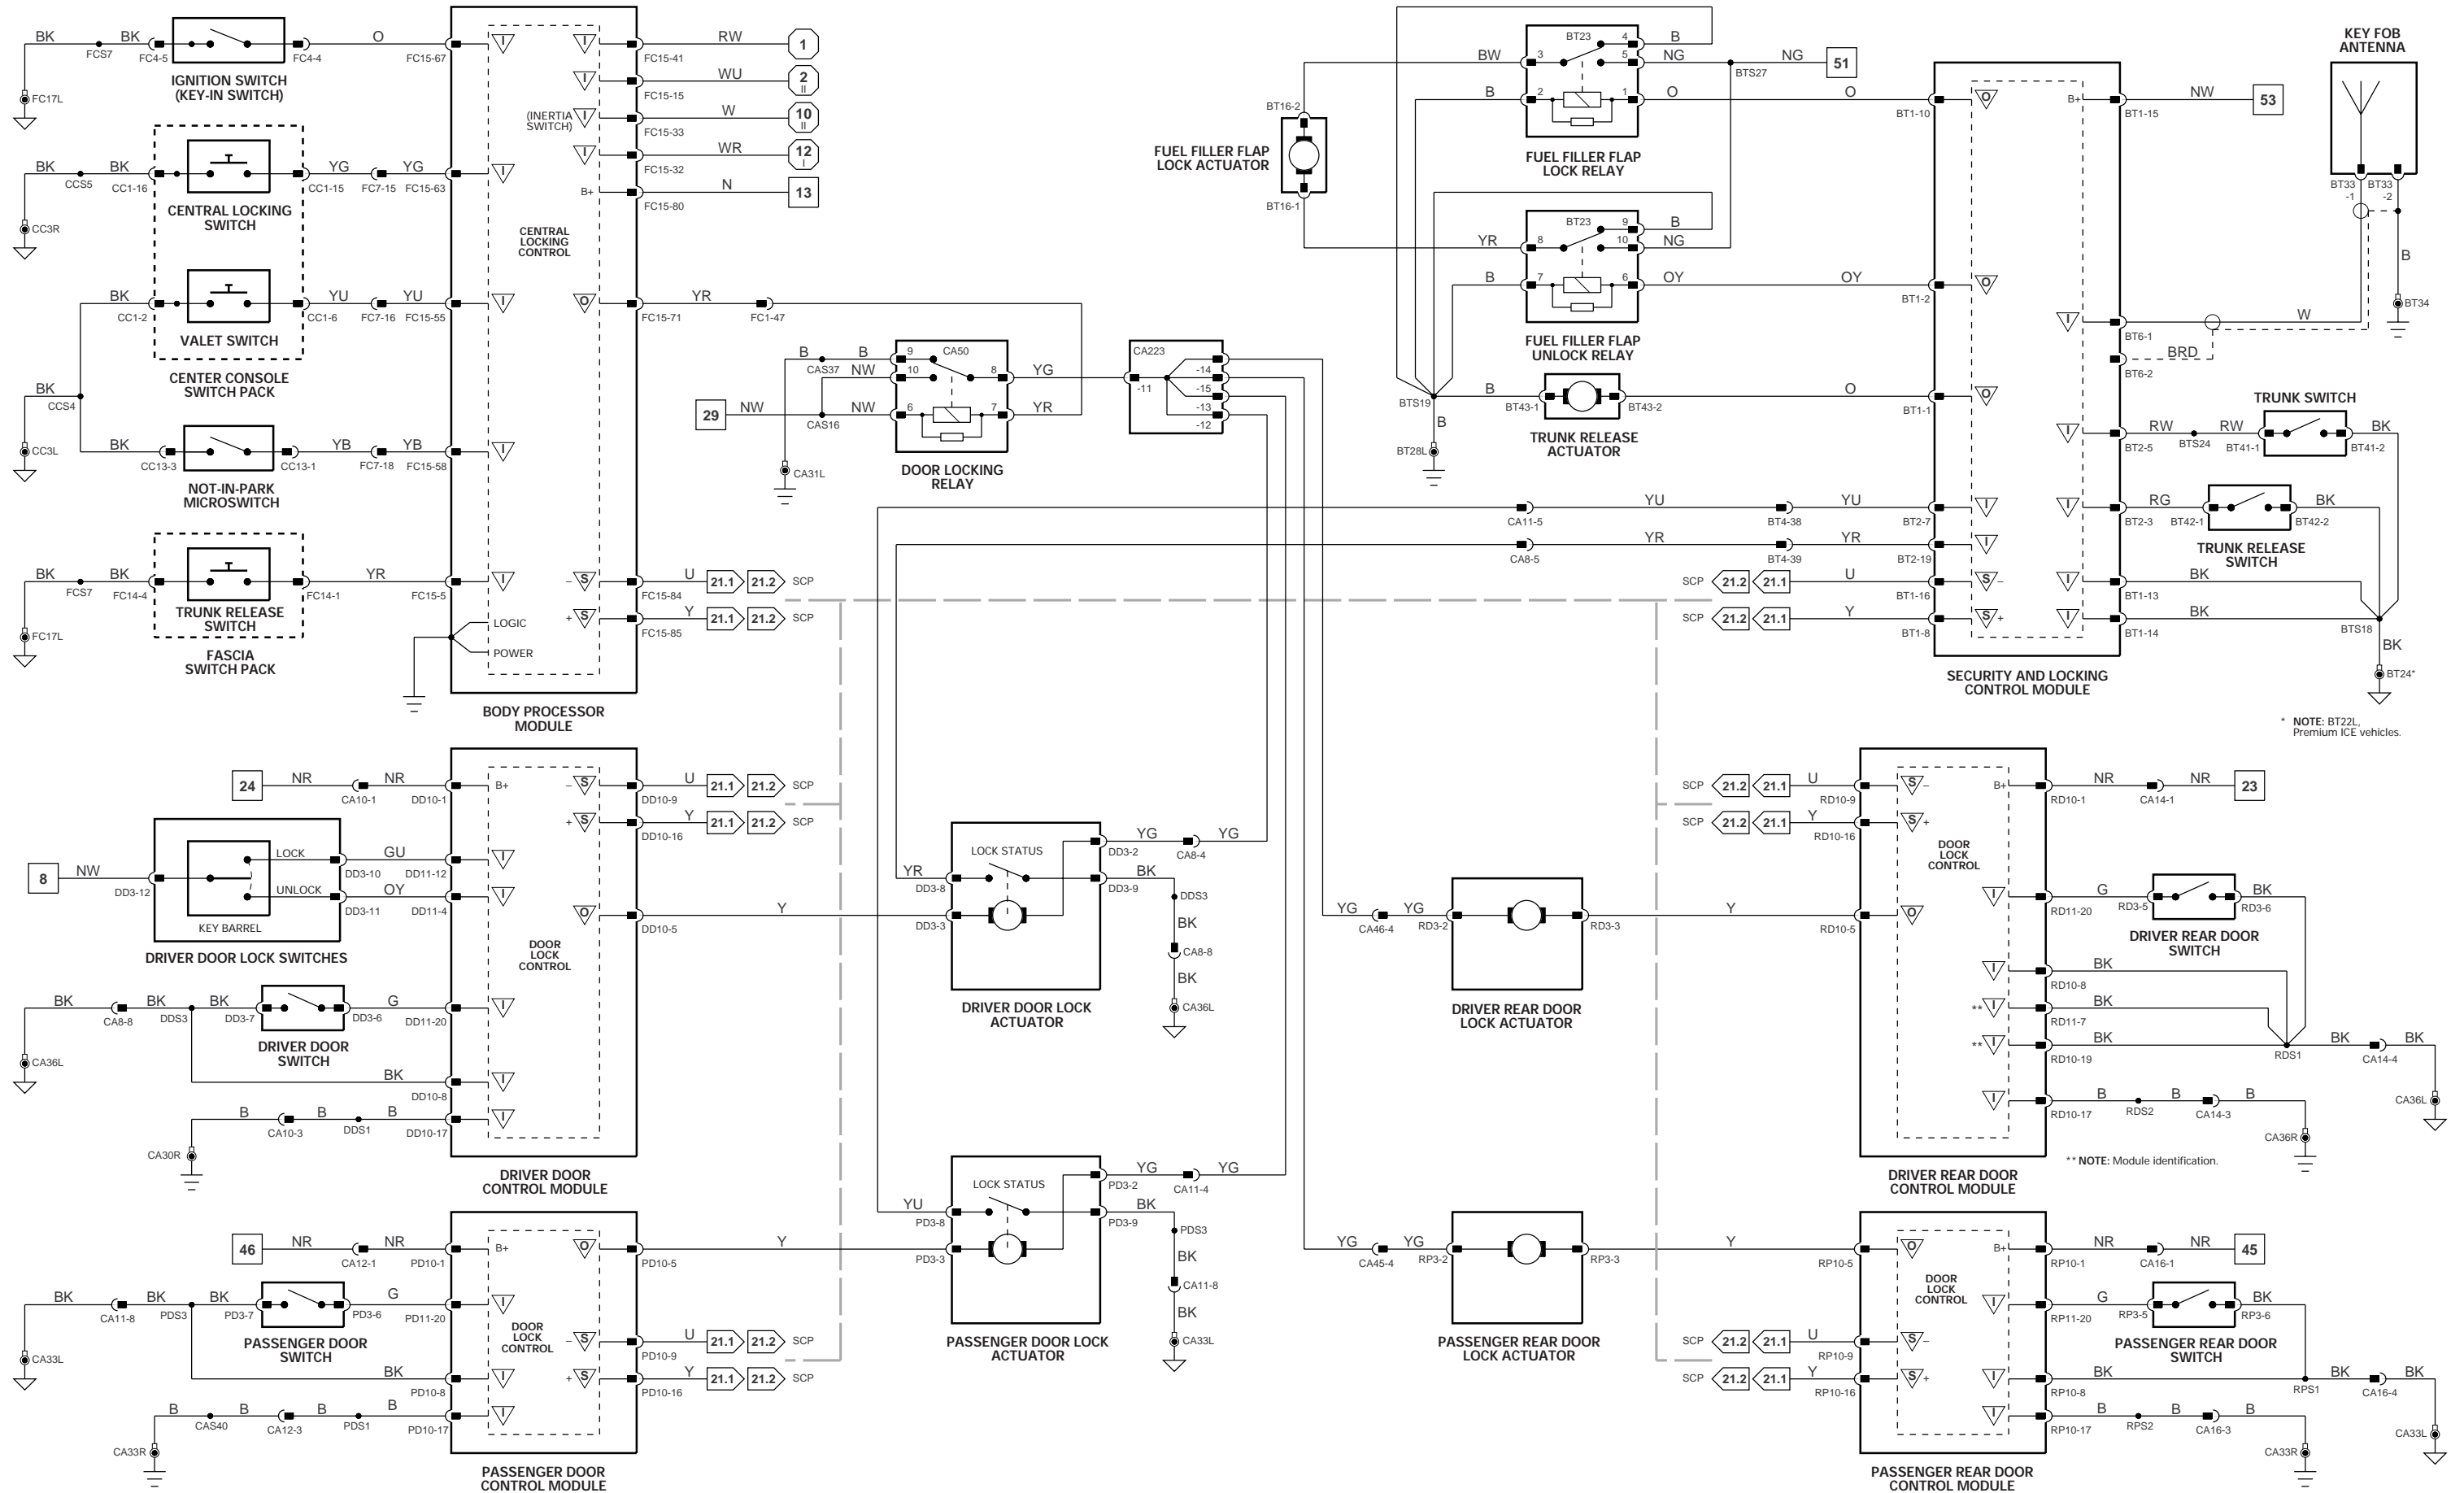 BK
BK
FCS7
FC4-5
FC4-4
O
FC15-67
IGNITION SWITCH
(KEY-IN SWITCH)
FC17L
BK
BK
CCS5
CC1-16
CC1-15
YG
FC7-15
YG
FC15-63
CENTRAL LOCKING
SWITCH
CC3R
BK
CC1-2
CC1-6
YU
FC7-16
YU
FC15-55
VALET SWITCH
CENTER CONSOLE
SWITCH PACK
BK
CCS4
CC3L
BK
CC13-3
CC13-1
YB
FC7-18
YB
FC15-58
NOT-IN-PARK
MICROSWITCH
BK
BK
FCS7
FC14-4
FC14-1
YR
FC15-5
TRUNK RELEASE
SWITCH
FC17L
FASCIA
SWITCH PACK
I
I
I
I
I
I
I
I
I
(INERTIA
SWITCH)
B+
CENTRAL
LOCKING
CONTROL
O
– S
+ S
LOGIC
POWER
BODY PROCESSOR
MODULE
FC15-41
RW
1
FC15-15
WU
2
II
FC15-33
W
10
II
FC15-32
WR
12
I
FC15-80
N
13
FC15-71
YR
FC1-47
FC15-84
U
21.1
21.2
SCP
FC15-85
Y
21.1
21.2
SCP
B
CAS37
B
9
CA50
NW
10
8
YG
29
NW
CAS16
NW
6
7
YR
CA31L
DOOR LOCKING
RELAY
CA223
-11
-14
-15
-13
-12
BT16-2
BW
FUEL FILLER FLAP
LOCK ACTUATOR
BT16-1
YR
BT23
3
4
5
B
NG
BTS27
NG
51
B
2
1
O
O
BT1-10
FUEL FILLER FLAP
LOCK RELAY
BT23
8
9
10
B
NG
B
7
6
OY
OY
BT1-2
FUEL FILLER FLAP
UNLOCK RELAY
BTS19
B
BT43-1
BT43-2
O
BT1-1
B
BT28L
TRUNK RELEASE
ACTUATOR
CA11-5
YU
BT4-38
YU
BT2-7
CA8-5
YR
BT4-39
YR
BT2-19
SCP
21.2
21.1
U
BT1-16
SCP
21.2
21.1
Y
BT1-8
O
O
O
I
I
S –
S +
B+
I
I
I
I
I
SECURITY AND LOCKING
CONTROL MODULE
BT1-15
NW
53
KEY FOB
ANTENNA
BT33
-1
BT33
-2
B
BT34
BT6-1
W
BT6-2
BRD
TRUNK SWITCH
BT2-5
RW
BTS24
RW
BT41-1
BT41-2
BK
BT2-3
RG
BT42-1
BT42-2
BK
TRUNK RELEASE
SWITCH
BT1-13
BK
BT1-14
BK
BTS18
BK
BT24*
* NOTE: BT22L,
Premium ICE vehicles.
24
NR
CA10-1
NR
DD10-1
B+
– S
+ S
DD10-9
U
21.1
21.2
SCP
DD10-16
Y
21.1
21.2
SCP
8
NW
DD3-12
LOCK
UNLOCK
KEY BARREL
DD3-10
GU
DD11-12
I
DD3-11
OY
DD11-4
I
DRIVER DOOR LOCK SWITCHES
O
DD10-5
Y
DOOR
LOCK
CONTROL
BK
CA8-8
BK
DDS3
BK
DD3-7
DD3-6
G
DD11-20
I
DRIVER DOOR
SWITCH
CA36L
BK
DD10-8
I
B
CA10-3
B
DDS1
B
DD10-17
I
CA30R
DRIVER DOOR
CONTROL MODULE
LOCK STATUS
YR
DD3-8
DD3-3
DD3-2
YG
CA8-4
YG
DD3-9
BK
DDS3
BK
CA8-8
BK
CA36L
DRIVER DOOR LOCK
ACTUATOR
YG
CA46-4
YG
RD3-2
RD3-3
Y
RD10-5
DRIVER REAR DOOR
LOCK ACTUATOR
SCP
21.2
21.1
U
RD10-9
S –
SCP
21.2
21.1
Y
RD10-16
S +
O
DOOR
LOCK
CONTROL
B+
RD10-1
NR
CA14-1
NR
23
I
RD11-20
G
RD3-5
RD3-6
BK
DRIVER REAR DOOR
SWITCH
I
RD10-8
BK
** I
RD11-7
BK
** I
RD10-19
BK
RDS1
BK
CA14-4
BK
CA36L
I
RD10-17
B
RDS2
B
CA14-3
B
CA36R
** NOTE: Module identification.
DRIVER REAR DOOR
CONTROL MODULE
46
NR
CA12-1
NR
PD10-1
B+
O
PD10-5
Y
BK
CA11-8
BK
PDS3
BK
PD3-7
PD3-6
G
PD11-20
I
PASSENGER DOOR
SWITCH
CA33L
DOOR
LOCK
CONTROL
– S
PD10-9
U
21.1
21.2
SCP
BK
PD10-8
I
+ S
PD10-16
Y
21.1
21.2
SCP
B
CAS40
B
CA12-3
B
PDS1
B
PD10-17
I
CA33R
PASSENGER DOOR
CONTROL MODULE
LOCK STATUS
YU
PD3-8
PD3-3
PD3-2
YG
CA11-4
YG
PD3-9
BK
PDS3
BK
CA11-8
BK
CA33L
PASSENGER DOOR LOCK
ACTUATOR
YG
CA45-4
YG
RP3-2
RP3-3
Y
RP10-5
PASSENGER REAR DOOR
LOCK ACTUATOR
O
B+
RP10-1
NR
CA16-1
NR
45
DOOR
LOCK
CONTROL
I
RP11-20
G
RP3-5
RP3-6
BK
PASSENGER REAR DOOR
SWITCH
SCP
21.2
21.1
U
RP10-9
S –
SCP
21.2
21.1
Y
RP10-16
S +
I
RP10-8
BK
RPS1
BK
CA16-4
BK
CA33L
I
RP10-17
B
RPS2
B
CA16-3
B
CA33R
PASSENGER REAR DOOR
CONTROL MODULE